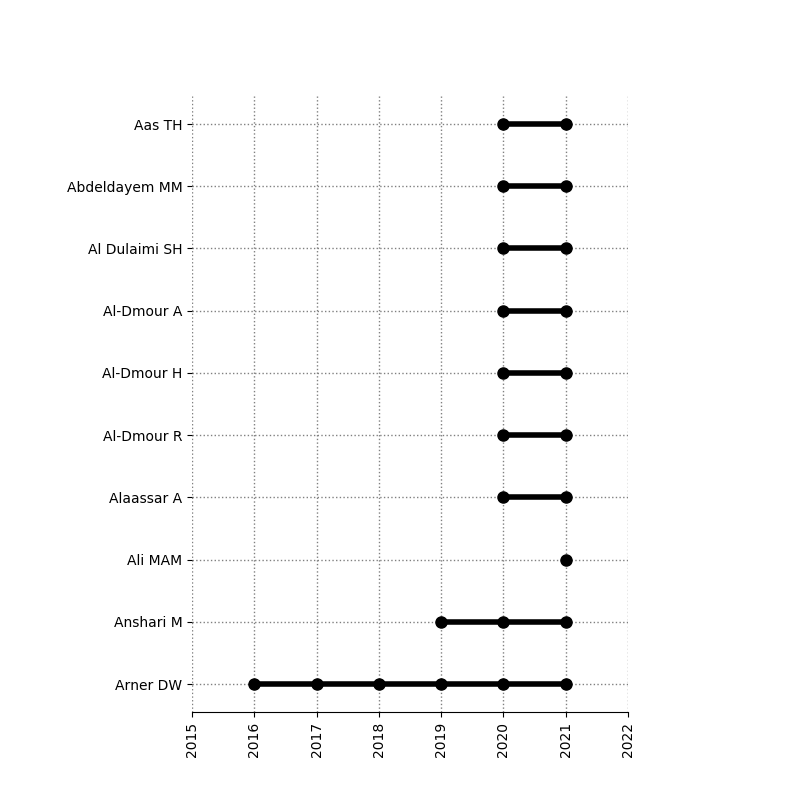 Aas TH
Abdeldayem MM
Al Dulaimi SH
Al-Dmour A
Al-Dmour H
Al-Dmour R
Alaassar A
Ali MAM
Anshari M
Arner DW
2015
2016
2017
2018
2019
2020
2021
2022